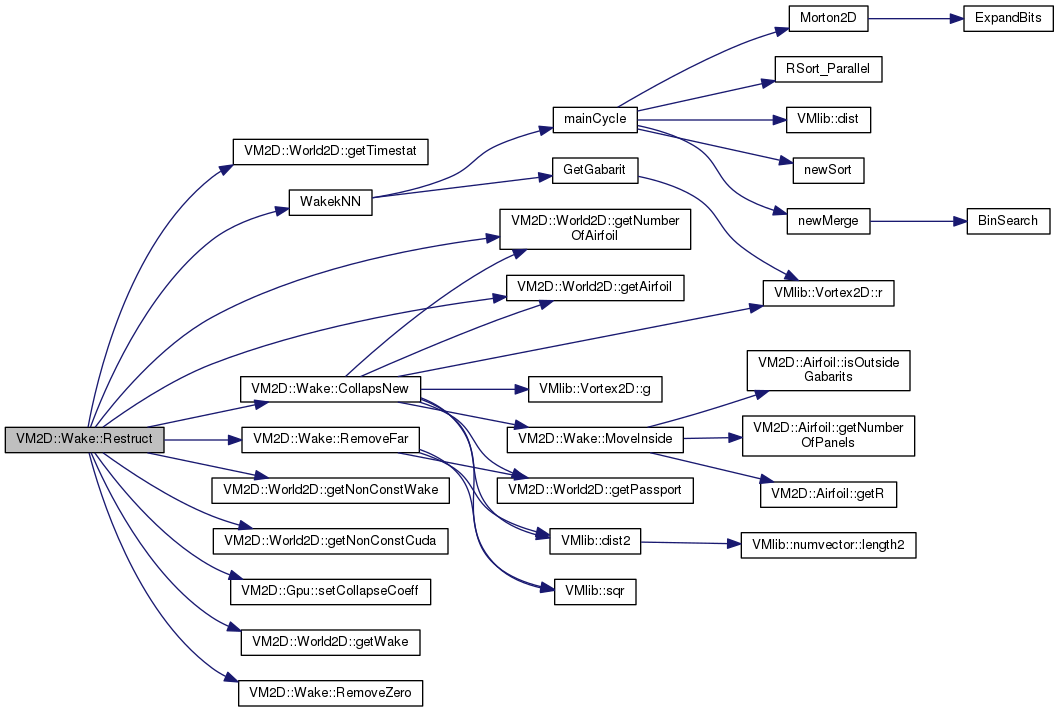 Morton2D
ExpandBits
RSort_Parallel
mainCycle
VMlib::dist
VM2D::World2D::getTimestat
newSort
WakekNN
GetGabarit
newMerge
BinSearch
VM2D::World2D::getNumber
OfAirfoil
VM2D::World2D::getAirfoil
VMlib::Vortex2D::r
VM2D::Airfoil::isOutside
Gabarits
VM2D::Wake::CollapsNew
VMlib::Vortex2D::g
VM2D::Wake::Restruct
VM2D::Wake::RemoveFar
VM2D::Wake::MoveInside
VM2D::Airfoil::getNumber
OfPanels
VM2D::World2D::getNonConstWake
VM2D::World2D::getPassport
VM2D::Airfoil::getR
VM2D::World2D::getNonConstCuda
VMlib::dist2
VMlib::numvector::length2
VM2D::Gpu::setCollapseCoeff
VMlib::sqr
VM2D::World2D::getWake
VM2D::Wake::RemoveZero